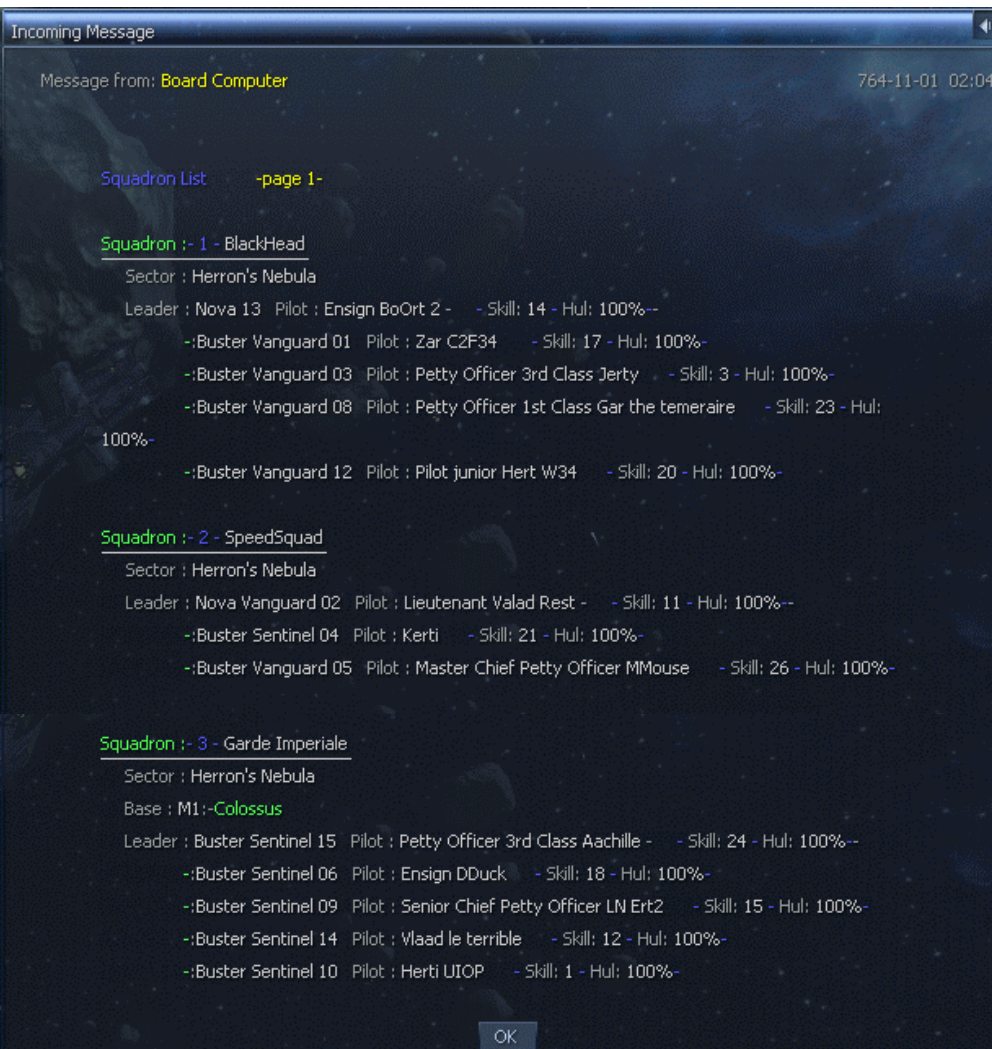 Incoming Message
Message from: Board Computer 764-11-01 02:04
Squadron List -page 1-
Squadron :- 1 - BlackHead
Sector : Herron's Nebula
Leader : Nova 13 Pilot : Ensign BoOrt 2 - - Skill: 14 - Hul: 100%--
-:Buster Vanguard 01 Pilot : Zar C2F34 - Skill: 17 - Hul: 100%-
-:Buster Vanguard 03 Pilot : Petty Officer 3rd Class Jerty - Skill: 3 - Hul: 100%-
-:Buster Vanguard 08 Pilot : Petty Officer 1st Class Gar the temeraire - Skill: 23 - Hul:
100%-
-:Buster Vanguard 12 Pilot : Pilot junior Hert W34 - Skill: 20 - Hul: 100%-
Squadron :- 2 - SpeedSquad
Sector : Herron's Nebula
Leader : Nova Vanguard 02 Pilot : Lieutenant Valad Rest - - Skill: 11 - Hul: 100%--
-:Buster Sentinel 04 Pilot : Kerti - Skill: 21 - Hul: 100%-
-:Buster Vanguard 05 Pilot : Master Chief Petty Officer MMouse - Skill: 26 - Hul: 100%-
Squadron :- 3 - Garde Imperiale
Sector : Herron's Nebula
Base : M1:-Colossus
Leader : Buster Sentinel 15 Pilot : Petty Officer 3rd Class Aachille - - Skill: 24 - Hul: 100%--
-:Buster Sentinel 06 Pilot : Ensign DDuck - Skill: 18 - Hul: 100%-
-:Buster Sentinel 09 Pilot : Senior Chief Petty Officer LN Ert2 - Skill: 15 - Hul: 100%-
-:Buster Sentinel 14 Pilot : Vlaad le terrible - Skill: 12 - Hul: 100%-
-:Buster Sentinel 10 Pilot : Herti UIOP - Skill: 1 - Hul: 100%-
OK